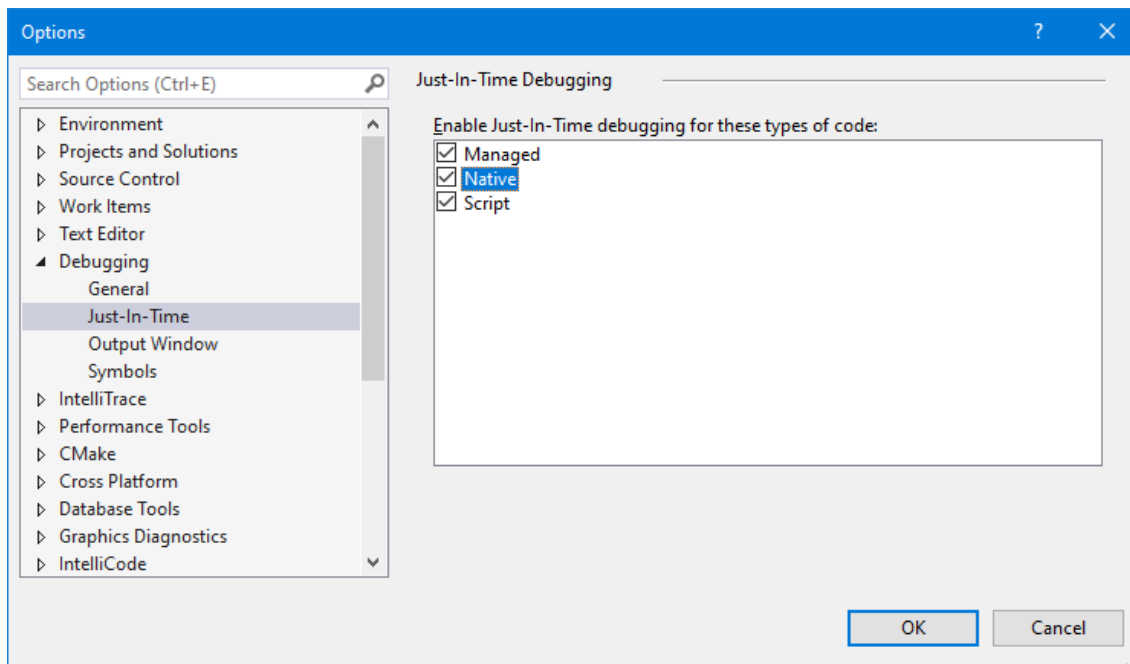 Options
?
Search Options (Ctrl+E)
Environment
Projects and Solutions
Source Control
Work Items
Text Editor
Debugging
General
Just-In-Time
Output Window
Symbols
IntelliTrace
Performance Tools
CMake
Cross Platform
Database Tools
Graphics Diagnostics
IntelliCode
Just-In-Time Debugging
Enable Just-In-Time debugging for these types of code:
Managed
Native
Script
OK
Cancel